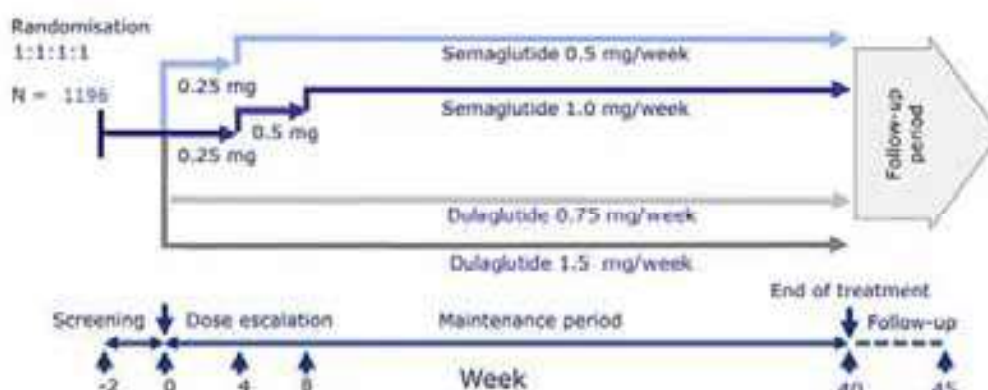 Randomisation
1:1:1:1
N = 1196
0.25 mg
Semaglutide 0.5 mg/week
0.5 mg
Semaglutide 1.0 mg/week
0.25 mg
Dulaglutide 0.75 mg/week
Dulaglutide 1.5 mg/week
Follow-up
period
End of treatment
Screening
Dose escalation
Maintenance period
Follow-up
-2
0
4
8
Week
40
45